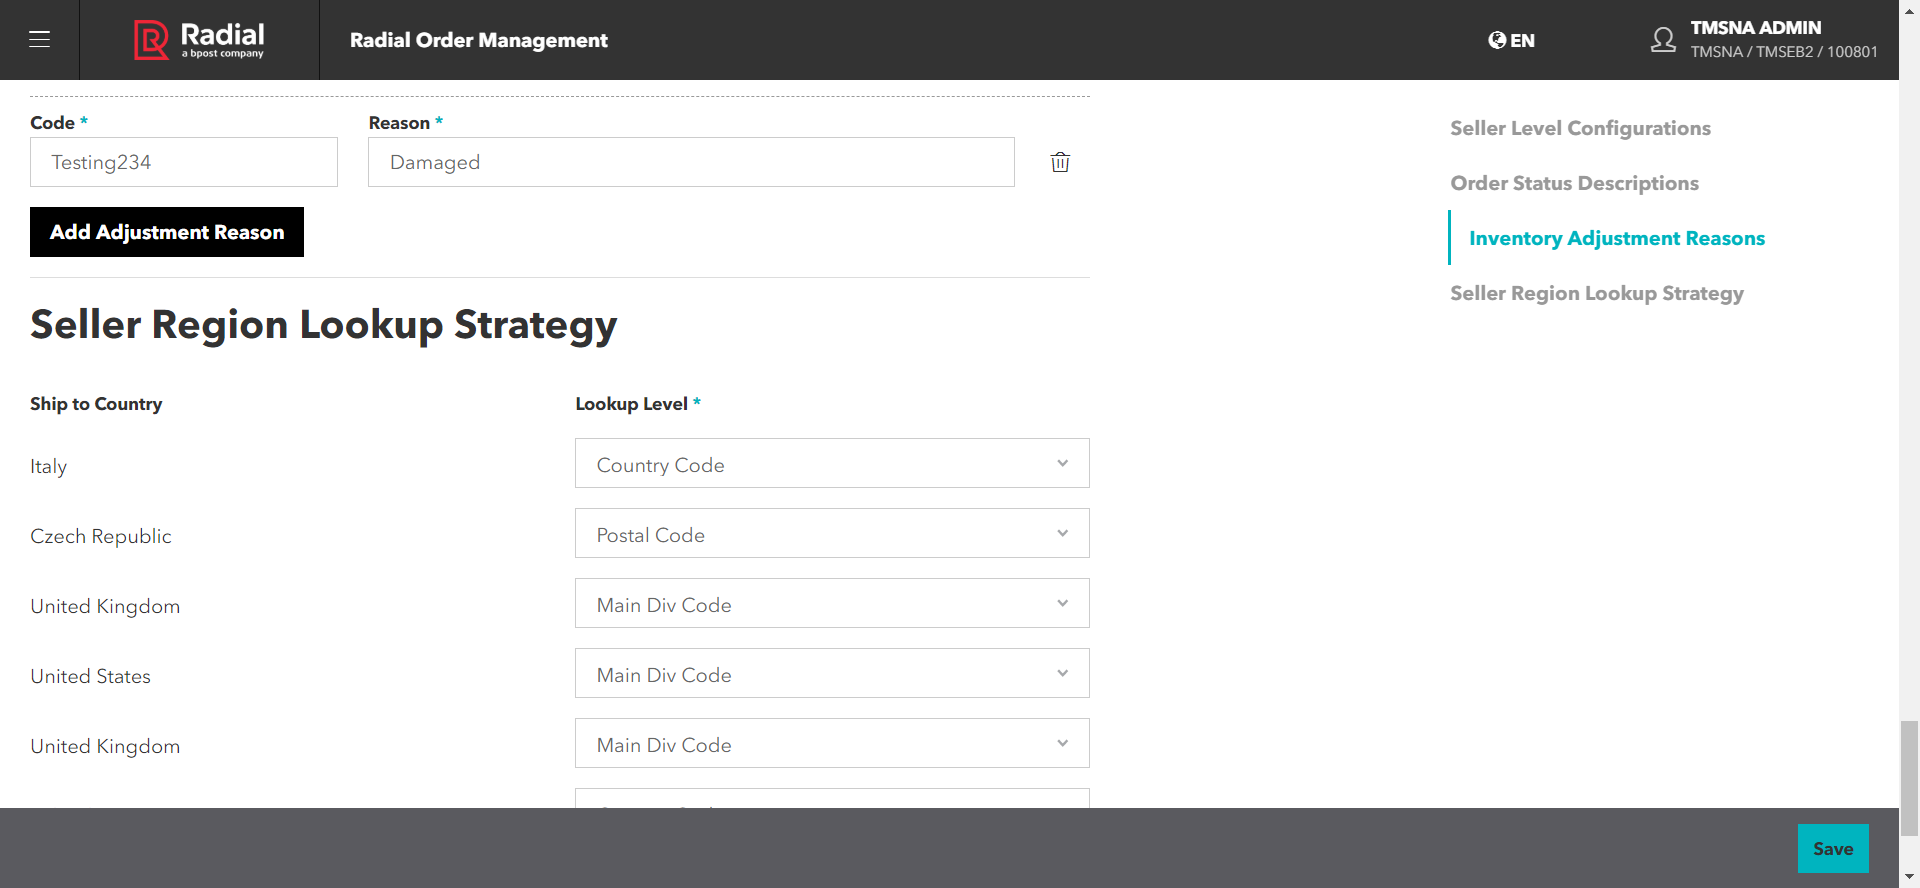 Radial
a bpost company
Radial Order Management
EN
TMSNA ADMIN
TMSNA / TMSEB2 / 100801
Code *
Reason *
Testing234
Damaged
Add Adjustment Reason
Seller Region Lookup Strategy
Ship to Country
Lookup Level *
Italy
Country Code
Czech Republic
Postal Code
United Kingdom
Main Div Code
United States
Main Div Code
United Kingdom
Main Div Code
Seller Level Configurations
Order Status Descriptions
Inventory Adjustment Reasons
Seller Region Lookup Strategy
Save